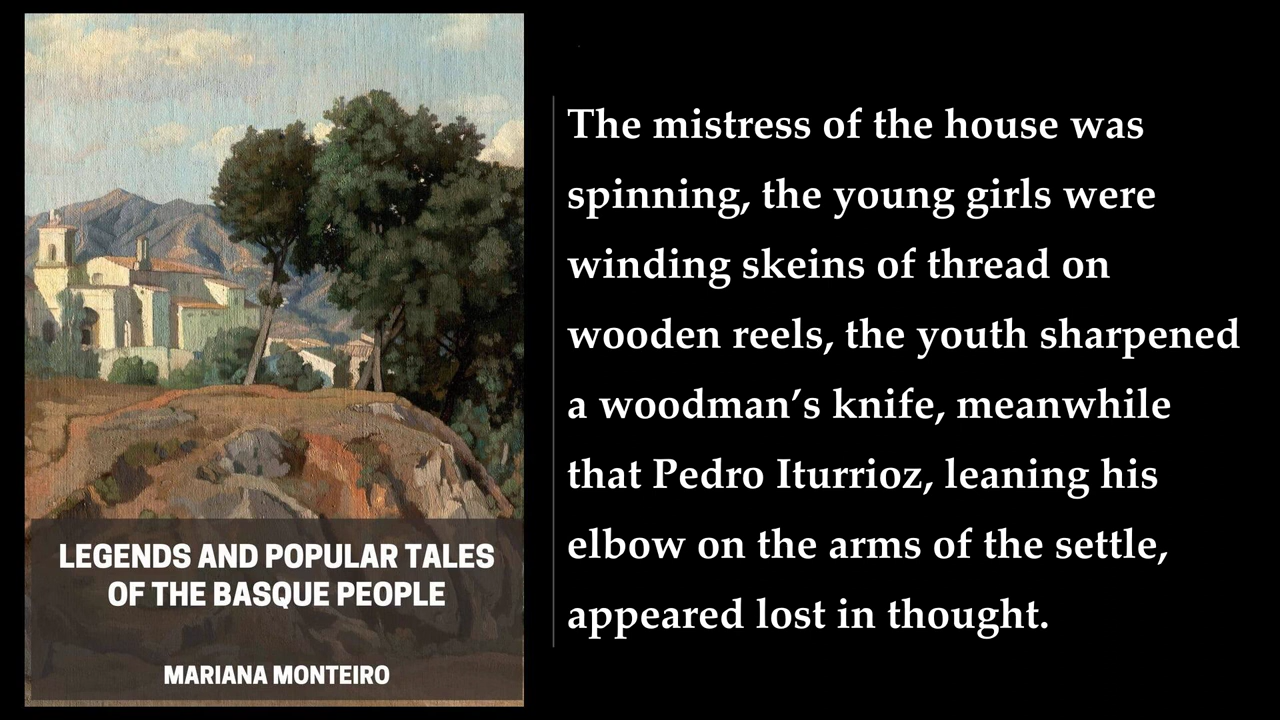 LEGENDS AND POPULAR TALES
OF THE BASQUE PEOPLE
MARIANA MONTEIRO
The mistress of the house was
spinning, the young girls were
winding skeins of thread on
wooden reels, the youth sharpened
a woodman’s knife, meanwhile
that Pedro Iturrioz, leaning his
elbow on the arms of the settle,
appeared lost in thought.